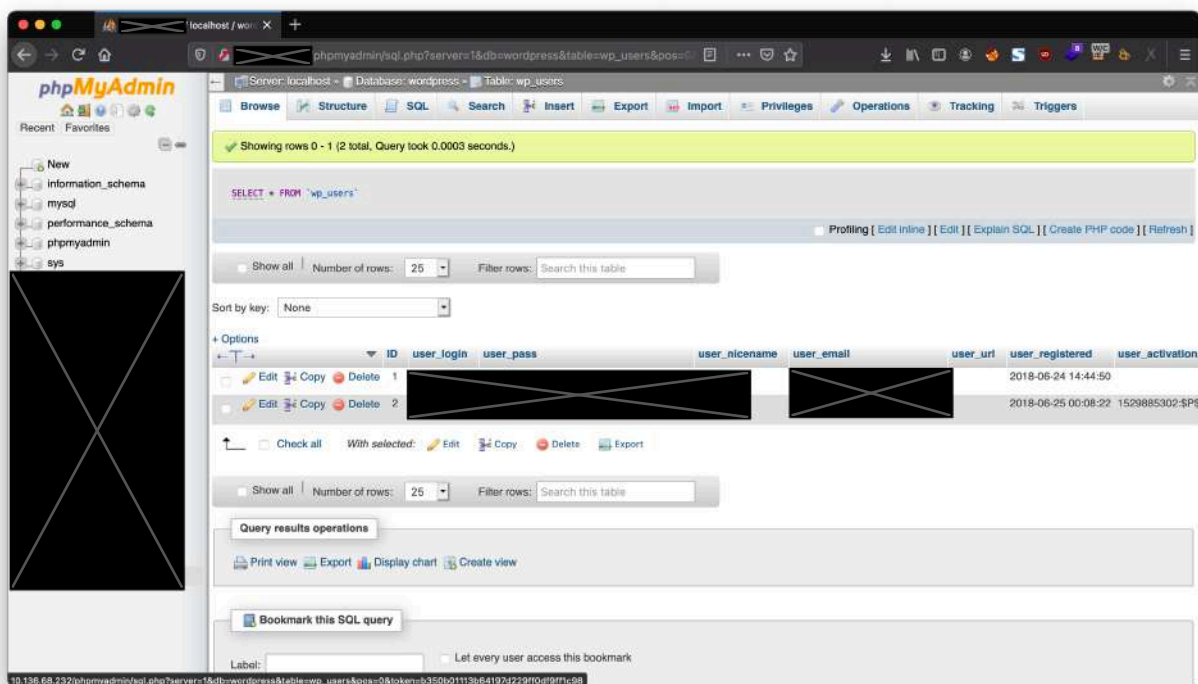 localhost / wor
phpmyadmin/sql.php?server=1&db=wordpress&table=wp_users&pos=0
phpMyAdmin
Recent Favorites
New
information_schema
mysql
performance_schema
phpmyadmin
sys
Server: localhost » Database: wordpress » Table: wp_users
Browse Structure SQL Search Insert Export Import Privileges Operations Tracking Triggers
Showing rows 0 - 1 (2 total, Query took 0.0003 seconds.)
SELECT * FROM `wp_users`
Profiling [ Edit inline ] [ Edit ] [ Explain SQL ] [ Create PHP code ] [ Refresh ]
Show all | Number of rows: 25 Filter rows: Search this table
Sort by key: None
+ Options
←T→ ID user_login user_pass user_nicename user_email user_url user_registered user_activation
Edit Copy Delete 1 2018-06-24 14:44:50
Edit Copy Delete 2 2018-06-25 00:08:22 1529885302:$P$
Check all With selected: Edit Copy Delete Export
Show all | Number of rows: 25 Filter rows: Search this table
Query results operations
Print view Export Display chart Create view
Bookmark this SQL query
Label: Let every user access this bookmark
10.136.68.232/phpmyadmin/sql.php?server=1&db=wordpress&table=wp_users&pos=0&token=b350b01113b64197d229ff0df9ff1c98